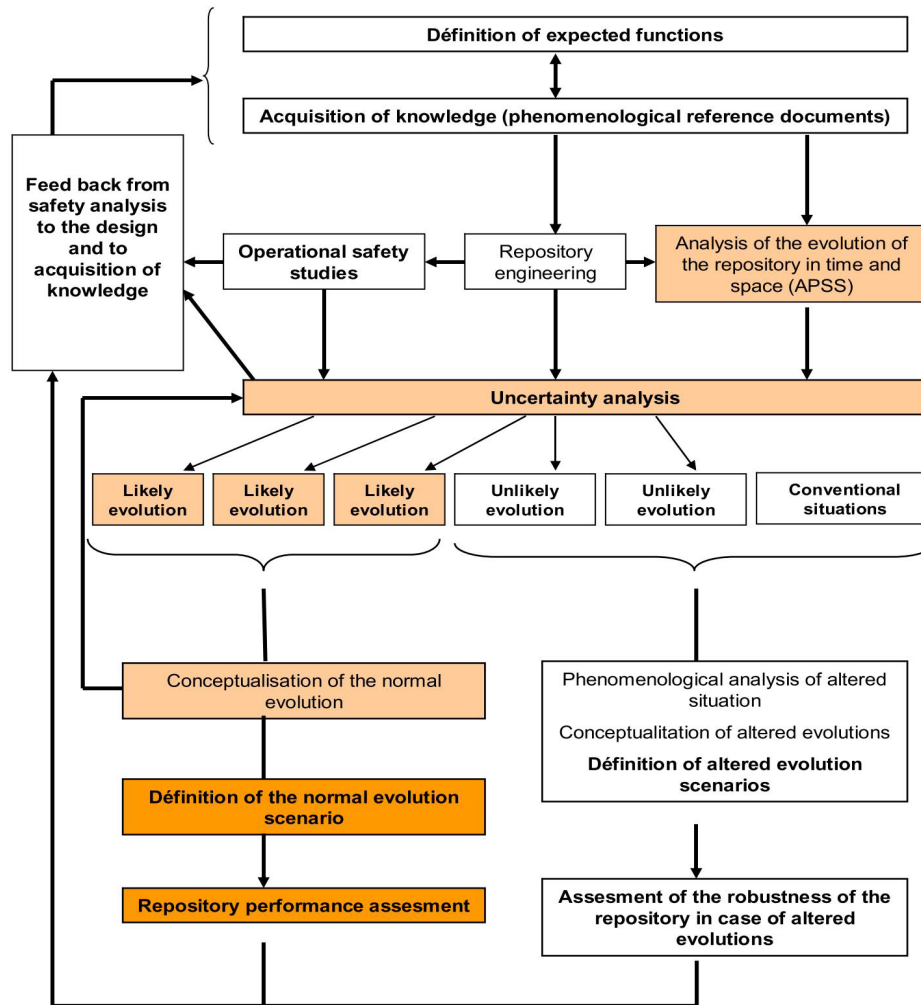 Définition of expected functions
Acquisition of knowledge (phenomenological reference documents)
Feed back from
safety analysis
to the design
and to
acquisition of
knowledge
Operational safety
studies
Repository
engineering
Analysis of the evolution of
the repository in time and
space (APSS)
Uncertainty analysis
Likely
evolution
Likely
evolution
Likely
evolution
Unlikely
evolution
Unlikely
evolution
Conventional
situations
Conceptualisation of the normal
evolution
Phenomenological analysis of altered
situation
Conceptualitation of altered evolutions
Définition of altered evolution
scenarios
Définition of the normal evolution
scenario
Repository performance assesment
Assesment of the robustness of the
repository in case of altered
evolutions